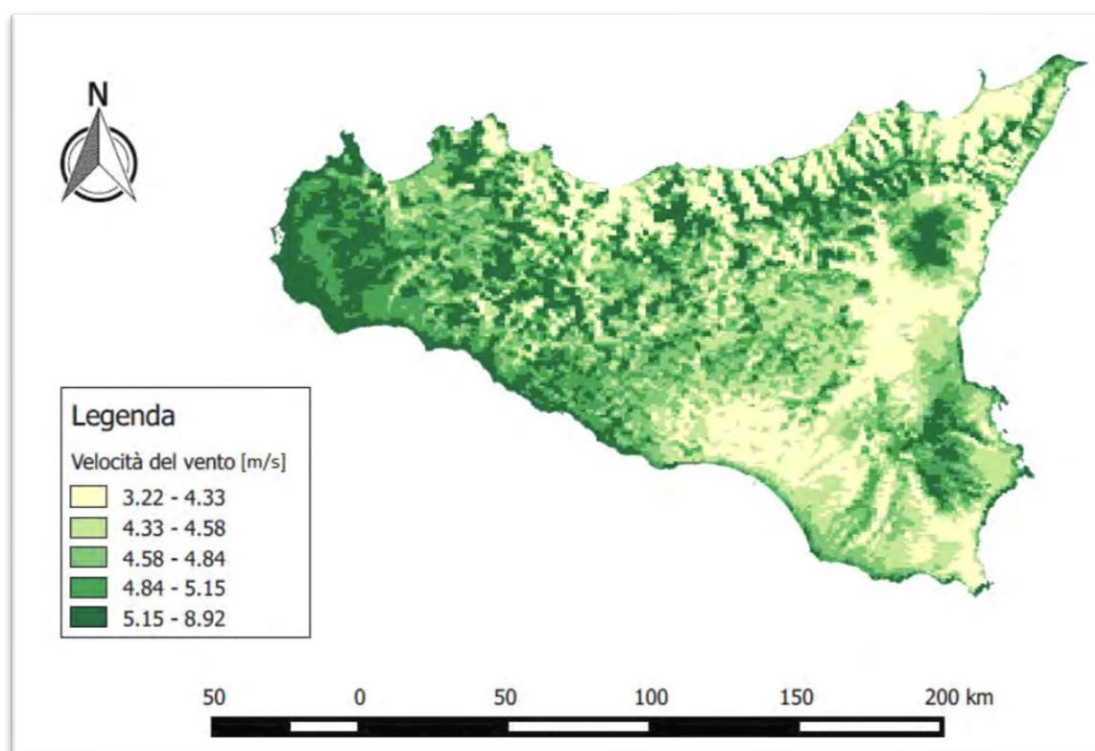 N
Legenda
Velocità del vento [m/s]
3.22 - 4.33
4.33 - 4.58
4.58 - 4.84
4.84 - 5.15
5.15 - 8.92
50 0 50 100 150 200 km